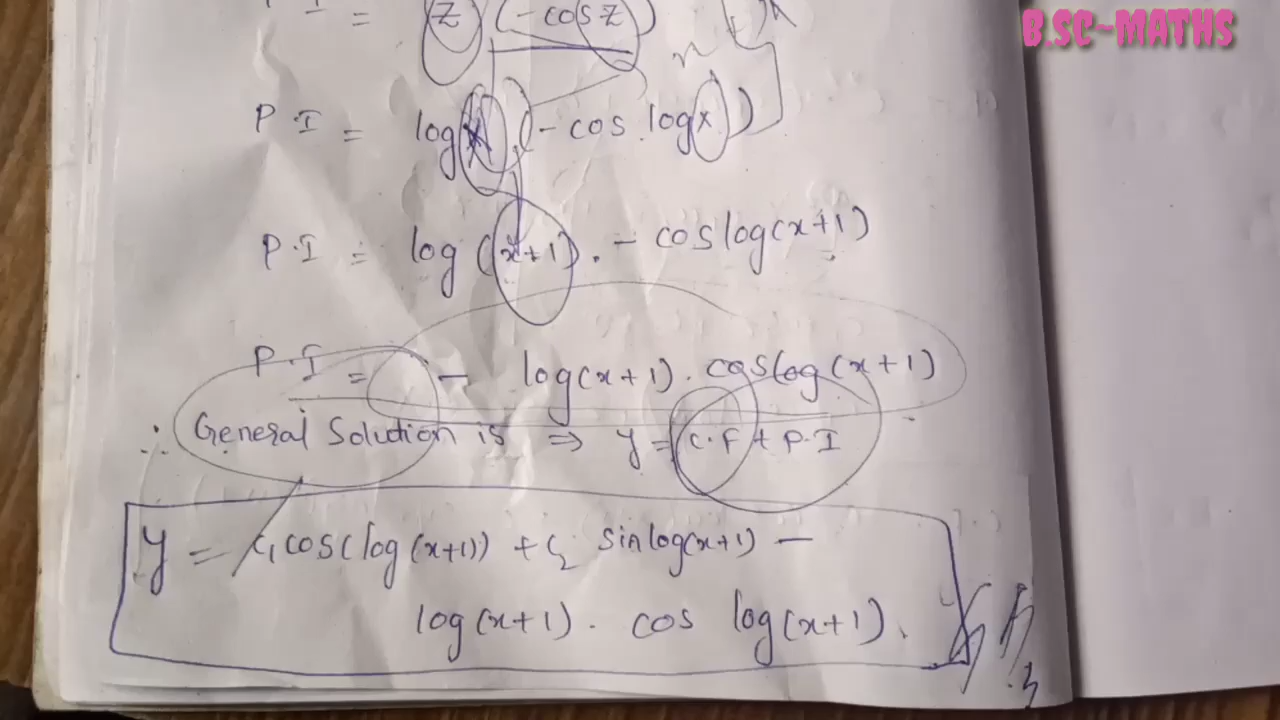 P I = Z (-cos Z)
B.SC-MATHS
P I = log x (-cos log x)
P.I = log (x+1). - cos log(x+1)
P.I = - log(x+1). cos log(x+1)
∴ General Solution is ⇒ y = C.F + P.I
y = C₁ cos(log(x+1)) + C₂ sin log(x+1) -
log(x+1). cos log(x+1).